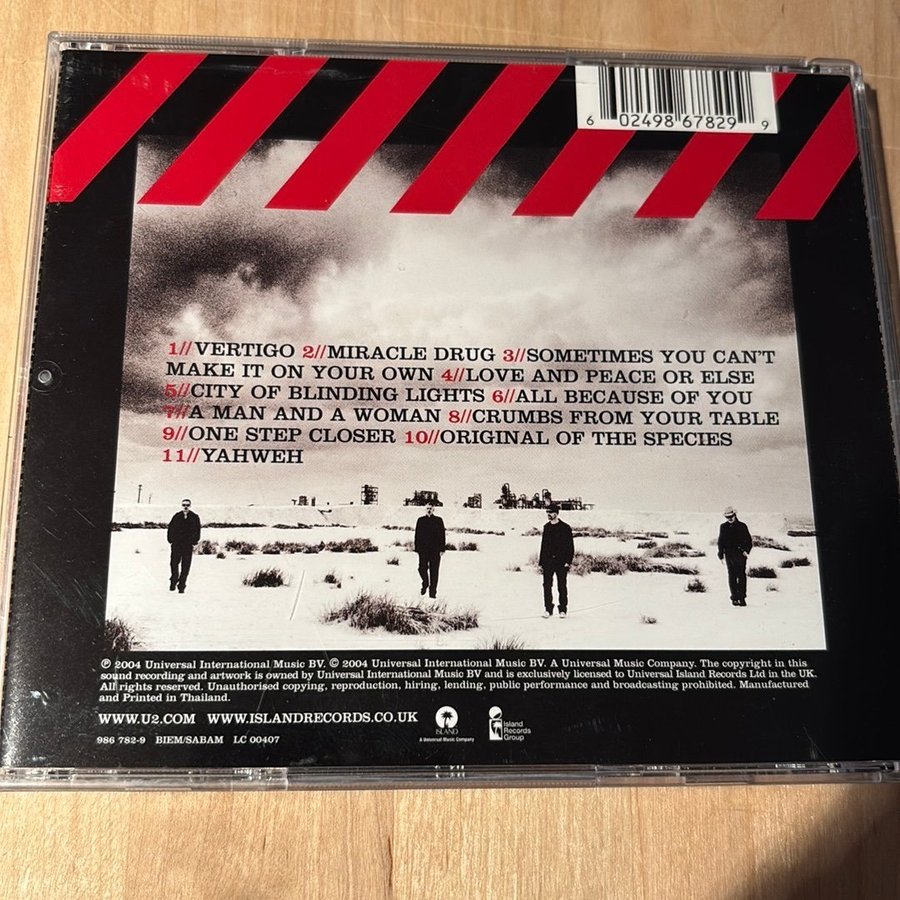 6 02498 67829 9
1//VERTIGO 2//MIRACLE DRUG 3//SOMETIMES YOU CAN'T
MAKE IT ON YOUR OWN 4//LOVE AND PEACE OR ELSE
5//CITY OF BLINDING LIGHTS 6//ALL BECAUSE OF YOU
7//A MAN AND A WOMAN 8//CRUMBS FROM YOUR TABLE
9//ONE STEP CLOSER 10//ORIGINAL OF THE SPECIES
11//YAHWEH
℗ 2004 Universal International Music BV. © 2004 Universal International Music BV. A Universal Music Company. The copyright in this
sound recording and artwork is owned by Universal International Music BV and is exclusively licensed to Universal Island Records Ltd in the UK.
All rights reserved. Unauthorised copying, reproduction, hiring, lending, public performance and broadcasting prohibited. Manufactured
and Printed in Thailand.
WWW.U2.COM WWW.ISLANDRECORDS.CO.UK
ISLAND
A Universal Music Company
Island
Records
Group
986 782-9 BIEM/SABAM LC 00407